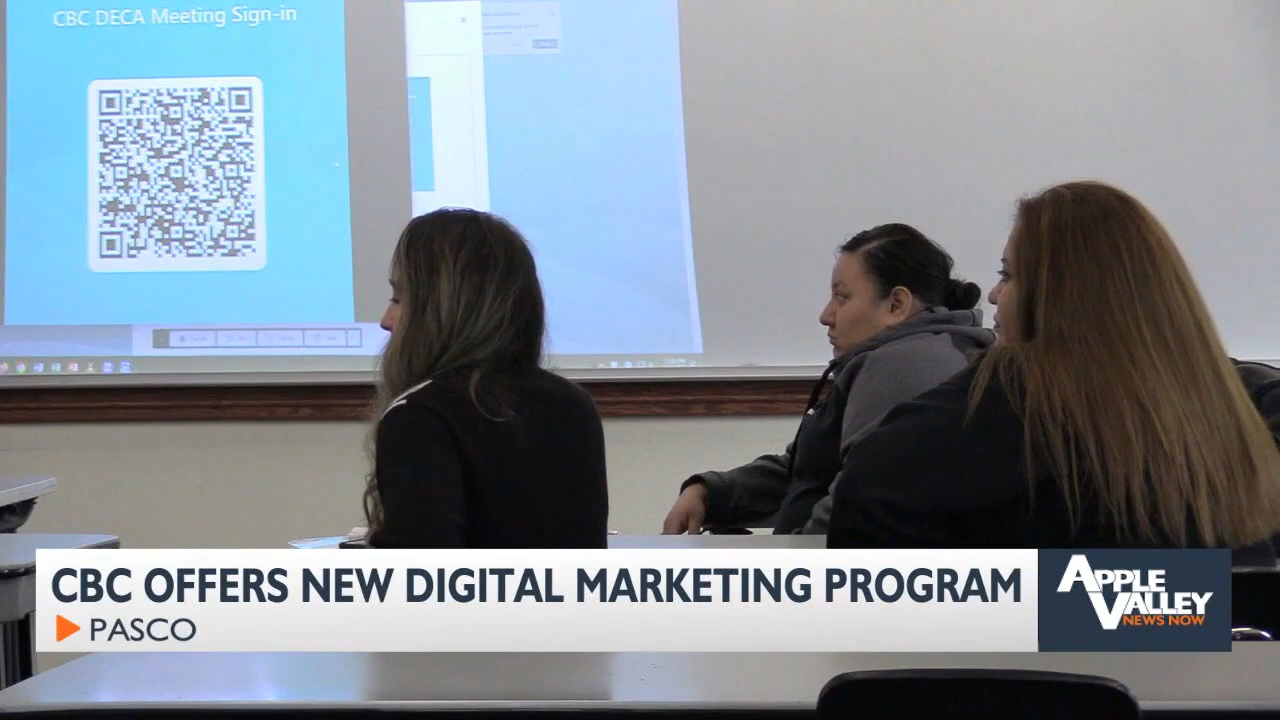 CBC DECA Meeting Sign-in
CBC OFFERS NEW DIGITAL MARKETING PROGRAM
PASCO
APPLE
VALLEY
NEWS NOW